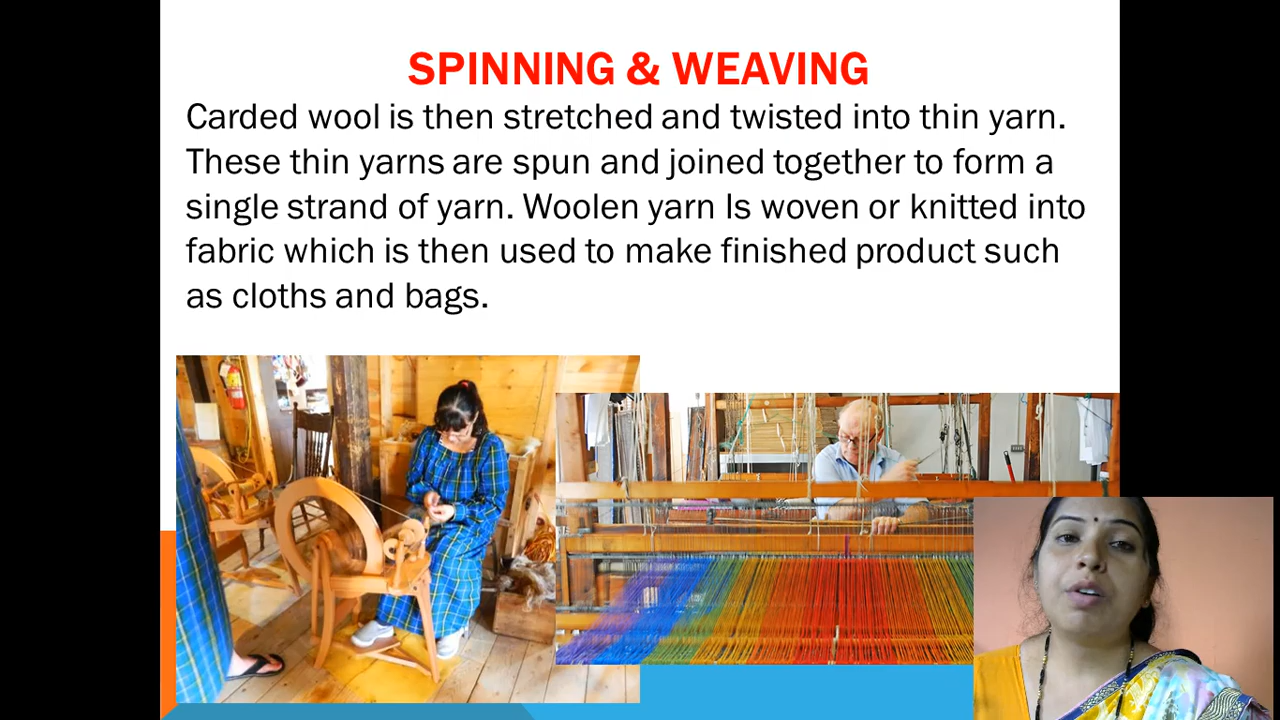 SPINNING & WEAVING
Carded wool is then stretched and twisted into thin yarn.
These thin yarns are spun and joined together to form a
single strand of yarn. Woolen yarn Is woven or knitted into
fabric which is then used to make finished product such
as cloths and bags.